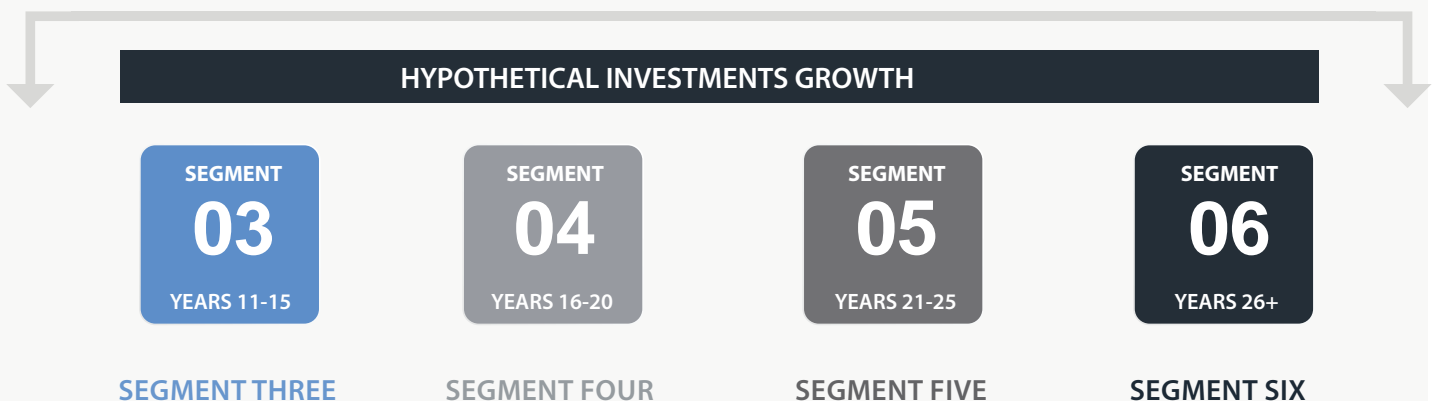 HYPOTHETICAL INVESTMENTS GROWTH
SEGMENT
03
YEARS 11-15
SEGMENT
04
YEARS 16-20
SEGMENT
05
YEARS 21-25
SEGMENT
06
YEARS 26+
SEGMENT THREE
SEGMENT FOUR
SEGMENT FIVE
SEGMENT SIX